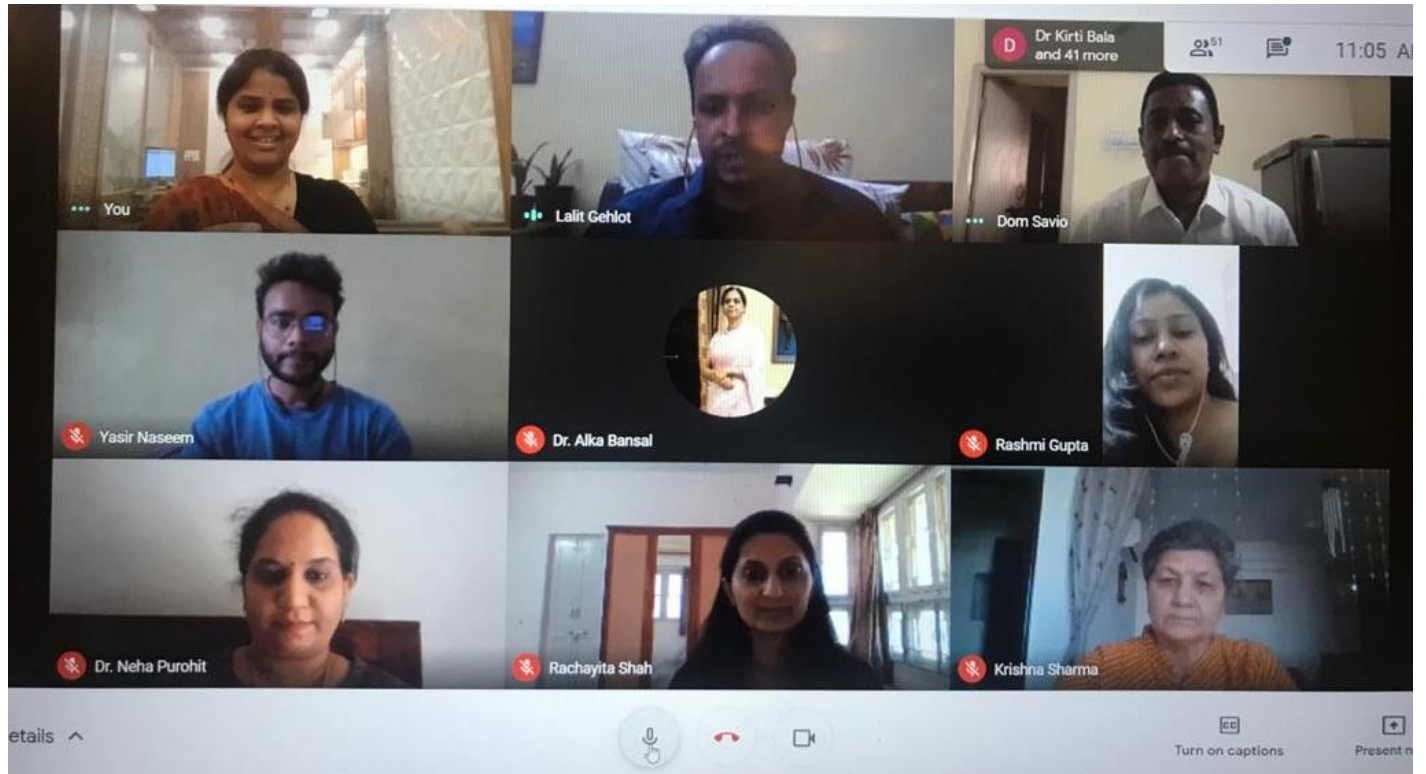 Dr Kirti Bala
and 41 more
D
51
11:05 A
You
Lalit Gehlot
Dom Savio
Yasir Naseem
Dr. Alka Bansal
Rashmi Gupta
Dr. Neha Purohit
Rachayita Shah
Krishna Sharma
etails
CC
Turn on captions
Present n